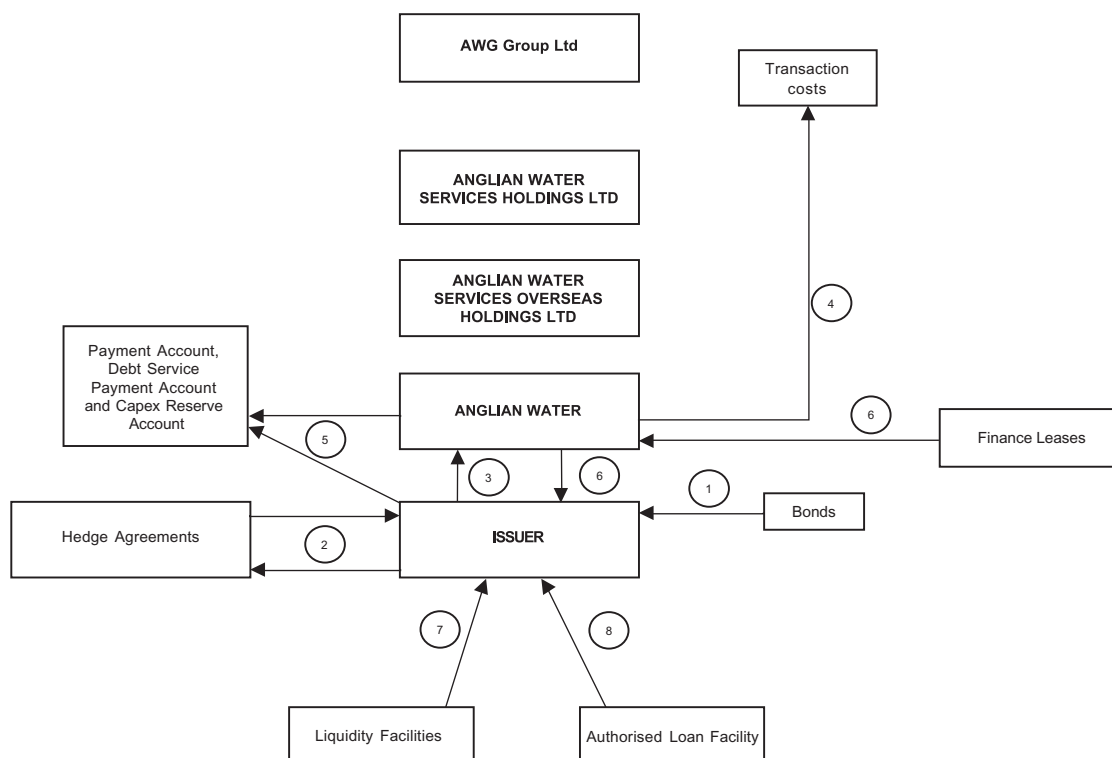 AWG Group Ltd
Transaction
costs
ANGLIAN WATER
SERVICES HOLDINGS LTD
ANGLIAN WATER
SERVICES OVERSEAS
HOLDINGS LTD
4
Payment Account,
Debt Service
Payment Account
and Capex Reserve
Account
ANGLIAN WATER
6
Finance Leases
5
3
6
1
Bonds
Hedge Agreements
2
ISSUER
7
8
Liquidity Facilities
Authorised Loan Facility